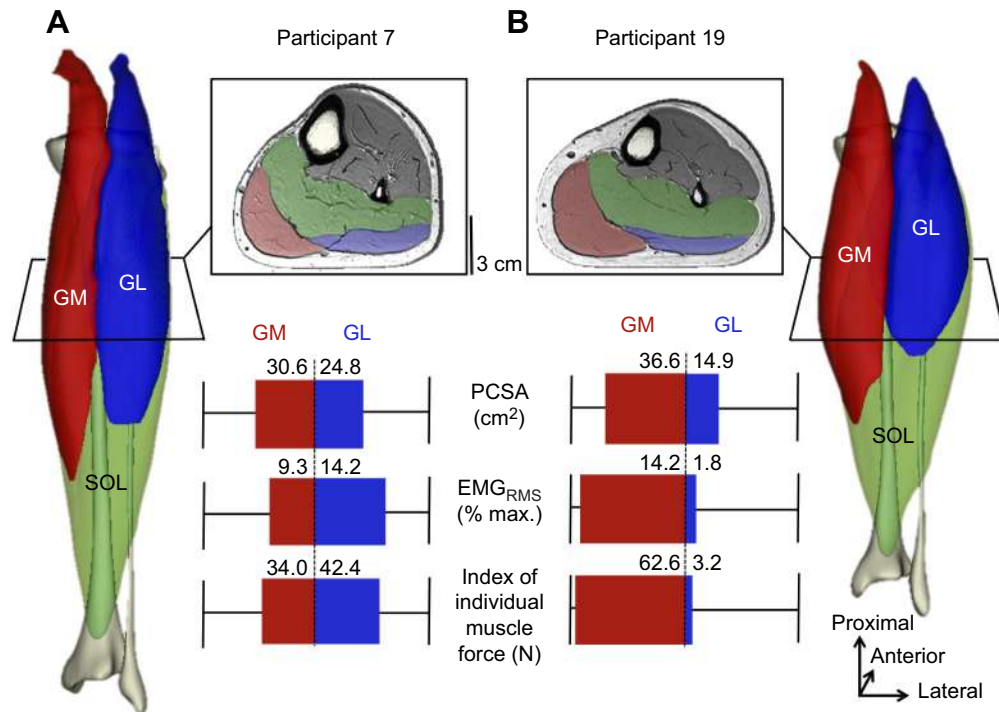 A
Participant 7
B
Participant 19
GM
GL
SOL
3 cm
GM
GL
SOL
GM GL
30.6 24.8
9.3 14.2
34.0 42.4
PCSA
(cm²)
EMG_RMS
(% max.)
Index of
individual
muscle
force (N)
GM GL
36.6 14.9
14.2 1.8
62.6 3.2
Proximal
Anterior
Lateral